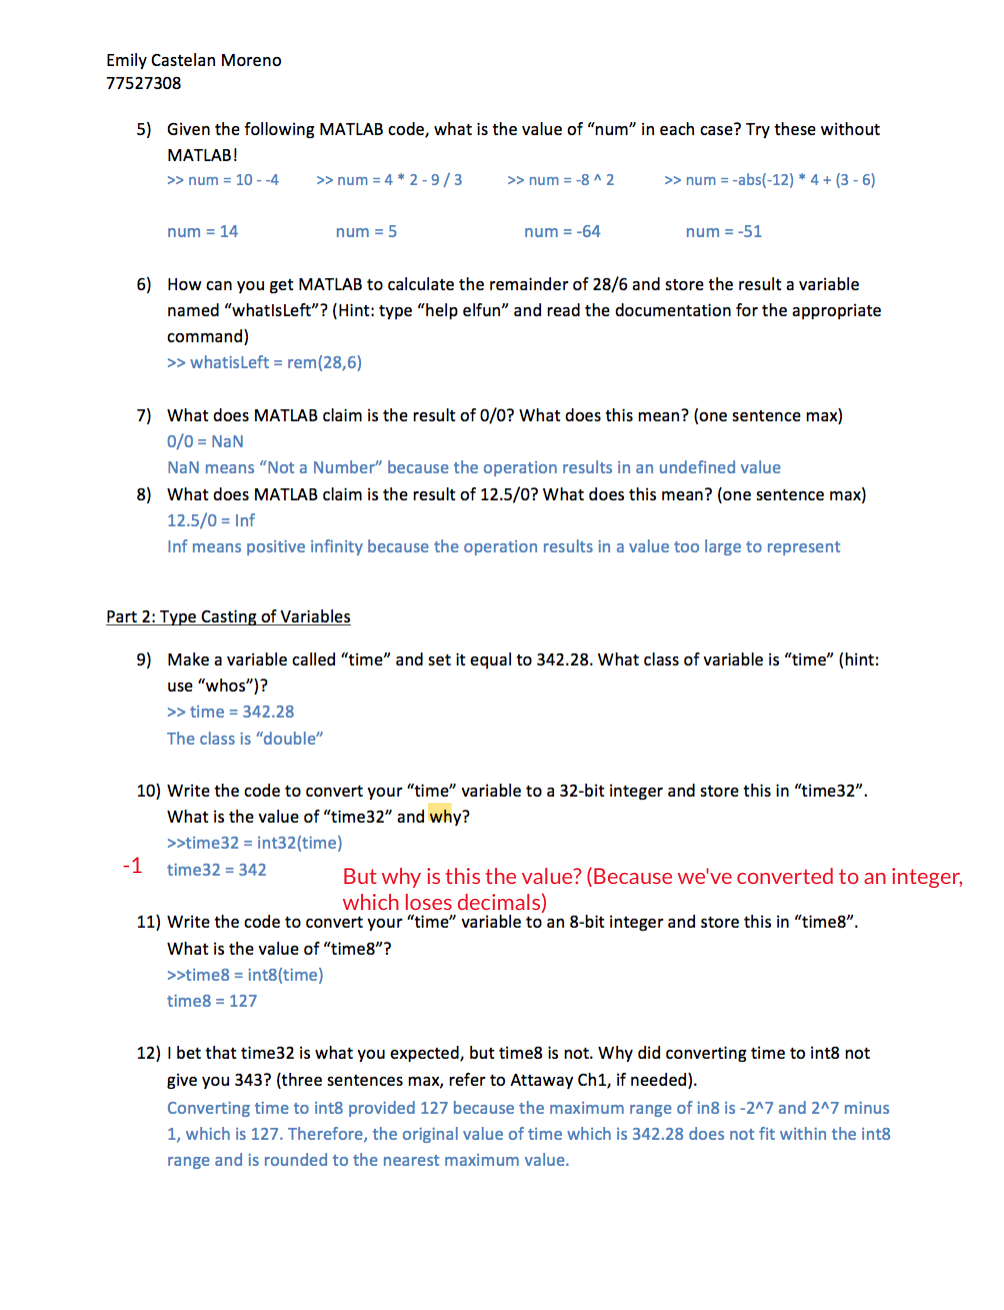 Emily Castelan Moreno
77527308
5) Given the following MATLAB code, what is the value of “num” in each case? Try these without
MATLAB!
>> num = 10 - -4 >> num = 4 * 2 - 9 / 3 >> num = -8 ^ 2 >> num = -abs(-12) * 4 + (3 - 6)
num = 14 num = 5 num = -64 num = -51
6) How can you get MATLAB to calculate the remainder of 28/6 and store the result a variable
named “whatIsLeft”? (Hint: type “help elfun” and read the documentation for the appropriate
command)
>> whatisLeft = rem(28,6)
7) What does MATLAB claim is the result of 0/0? What does this mean? (one sentence max)
0/0 = NaN
NaN means “Not a Number” because the operation results in an undefined value
8) What does MATLAB claim is the result of 12.5/0? What does this mean? (one sentence max)
12.5/0 = Inf
Inf means positive infinity because the operation results in a value too large to represent
Part 2: Type Casting of Variables
9) Make a variable called “time” and set it equal to 342.28. What class of variable is “time” (hint:
use “whos”)?
>> time = 342.28
The class is “double”
10) Write the code to convert your “time” variable to a 32-bit integer and store this in “time32”.
What is the value of “time32” and why?
>>time32 = int32(time)
-1 time32 = 342
But why is this the value? (Because we've converted to an integer,
which loses decimals)
11) Write the code to convert your “time” variable to an 8-bit integer and store this in “time8”.
What is the value of “time8”?
>>time8 = int8(time)
time8 = 127
12) I bet that time32 is what you expected, but time8 is not. Why did converting time to int8 not
give you 343? (three sentences max, refer to Attaway Ch1, if needed).
Converting time to int8 provided 127 because the maximum range of in8 is -2^7 and 2^7 minus
1, which is 127. Therefore, the original value of time which is 342.28 does not fit within the int8
range and is rounded to the nearest maximum value.